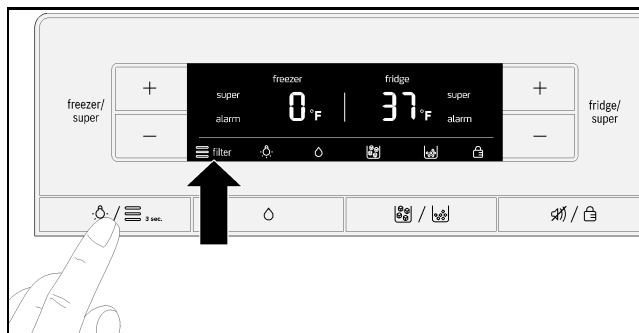 freezer/
super
+
−
freezer
super
0 °F
alarm
fridge
37 °F
super
alarm
filter
+
−
fridge/
super
/ 3 sec.
/
/